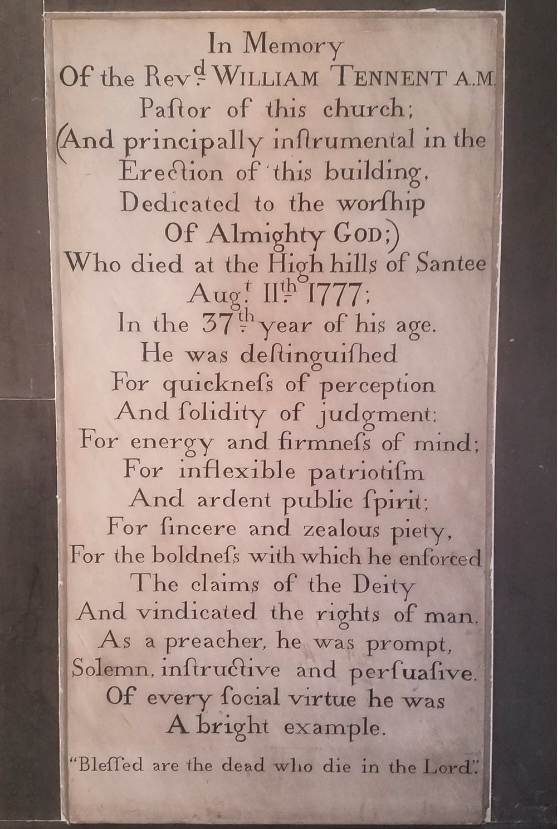 In Memory
Of the Revᵈ. WILLIAM TENNENT A.M.
Paſtor of this church;
(And principally inſtrumental in the
Erection of this building,
Dedicated to the worſhip
Of Almighty GOD;)
Who died at the High hills of Santee
Augᵗ. 11ᵗʰ 1777;
In the 37ᵗʰ year of his age.
He was deſtinguiſhed
For quickneſs of perception
And ſolidity of judgment;
For energy and firmneſs of mind;
For inflexible patriotiſm
And ardent public ſpirit;
For ſincere and zealous piety,
For the boldneſs with which he enforced
The claims of the Deity
And vindicated the rights of man.
As a preacher, he was prompt,
Solemn, inſtructive and perſuaſive.
Of every ſocial virtue he was
A bright example.
“Bleſſed are the dead who die in the Lord”.